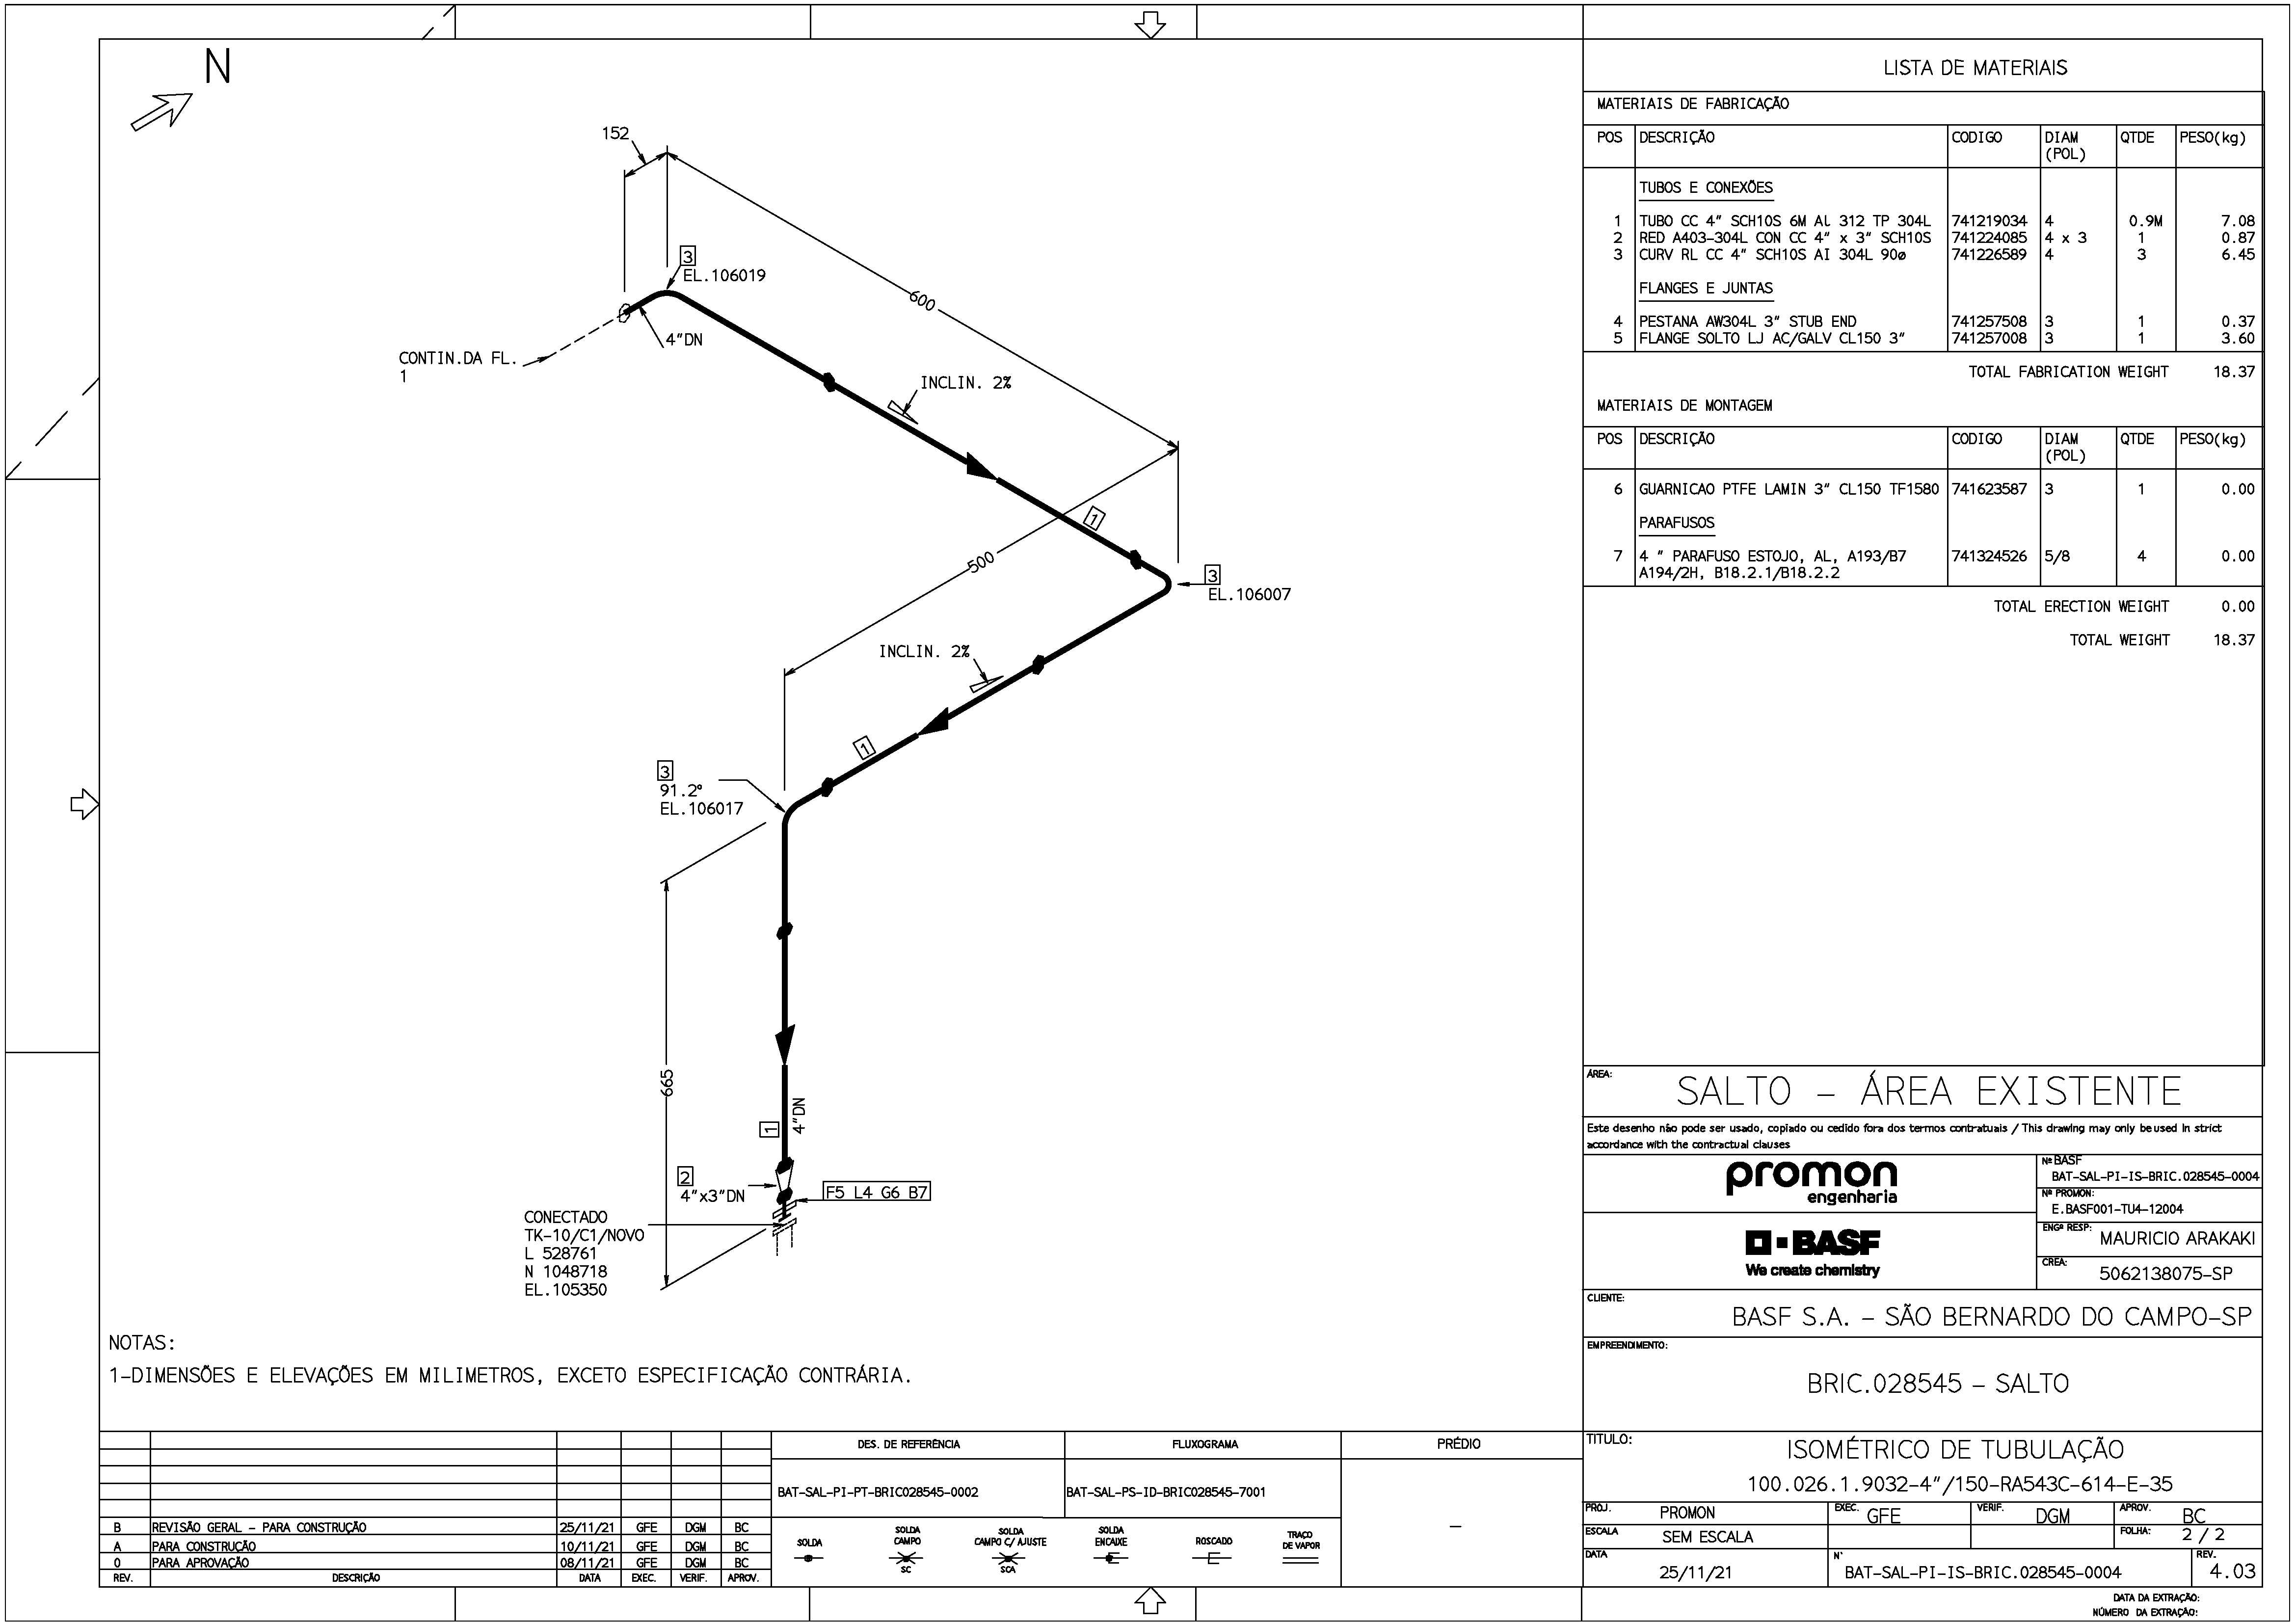 N
152
3
EL.106019
600
4"DN
CONTIN.DA FL.
1
INCLIN. 2%
1
500
3
EL.106007
INCLIN. 2%
1
3
91.2°
EL.106017
665
4"DN
1
2
4"x3"DN
F5 L4 G6 B7
CONECTADO
TK-10/C1/NOVO
L 528761
N 1048718
EL.105350
NOTAS:
1-DIMENSÕES E ELEVAÇÕES EM MILIMETROS, EXCETO ESPECIFICAÇÃO CONTRÁRIA.
LISTA DE MATERIAIS
MATERIAIS DE FABRICAÇÃO
POS DESCRIÇÃO CODIGO DIAM (POL) QTDE PESO(kg)
TUBOS E CONEXÕES
1 TUBO CC 4" SCH10S 6M AL 312 TP 304L 741219034 4 0.9M 7.08
2 RED A403-304L CON CC 4" x 3" SCH10S 741224085 4 x 3 1 0.87
3 CURV RL CC 4" SCH10S AI 304L 90ø 741226589 4 3 6.45
FLANGES E JUNTAS
4 PESTANA AW304L 3" STUB END 741257508 3 1 0.37
5 FLANGE SOLTO LJ AC/GALV CL150 3" 741257008 3 1 3.60
TOTAL FABRICATION WEIGHT 18.37
MATERIAIS DE MONTAGEM
POS DESCRIÇÃO CODIGO DIAM (POL) QTDE PESO(kg)
6 GUARNICAO PTFE LAMIN 3" CL150 TF1580 741623587 3 1 0.00
PARAFUSOS
7 4 " PARAFUSO ESTOJO, AL, A193/B7 741324526 5/8 4 0.00
A194/2H, B18.2.1/B18.2.2
TOTAL ERECTION WEIGHT 0.00
TOTAL WEIGHT 18.37
ÁREA:
SALTO - ÁREA EXISTENTE
Este desenho não pode ser usado, copiado ou cedido fora dos termos contratuais / This drawing may only be used in strict
accordance with the contractual clauses
promon
engenharia
Nº BASF
BAT-SAL-PI-IS-BRIC.028545-0004
Nº PROMON:
E.BASF001-TU4-12004
BASF
We create chemistry
ENGº RESP:
MAURICIO ARAKAKI
CREA:
5062138075-SP
CLIENTE:
BASF S.A. - SÃO BERNARDO DO CAMPO-SP
EMPREENDIMENTO:
BRIC.028545 - SALTO
TITULO:
ISOMÉTRICO DE TUBULAÇÃO
100.026.1.9032-4"/150-RA543C-614-E-35
PROJ. PROMON EXEC. GFE VERIF. DGM APROV. BC
ESCALA SEM ESCALA FOLHA: 2 / 2
DATA 25/11/21 N° BAT-SAL-PI-IS-BRIC.028545-0004 REV. 4.03
DATA DA EXTRAÇÃO:
NÚMERO DA EXTRAÇÃO:
DES. DE REFERÊNCIA FLUXOGRAMA PRÉDIO
BAT-SAL-PI-PT-BRIC028545-0002 BAT-SAL-PS-ID-BRIC028545-7001
-
SOLDA
SOLDA CAMPO
SC
SOLDA CAMPO C/ AJUSTE
SCA
SOLDA ENCAIXE
ROSCADO
TRAÇO DE VAPOR
B REVISÃO GERAL - PARA CONSTRUÇÃO 25/11/21 GFE DGM BC
A PARA CONSTRUÇÃO 10/11/21 GFE DGM BC
0 PARA APROVAÇÃO 08/11/21 GFE DGM BC
REV. DESCRIÇÃO DATA EXEC. VERIF. APROV.